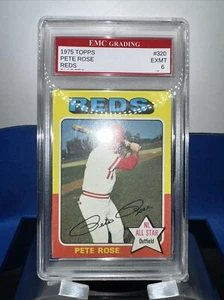 EMC GRADING
1975 TOPPS #320
PETE ROSE EXMT
REDS 6
REDS
Pete Rose
ALL STAR
Outfield
PETE ROSE